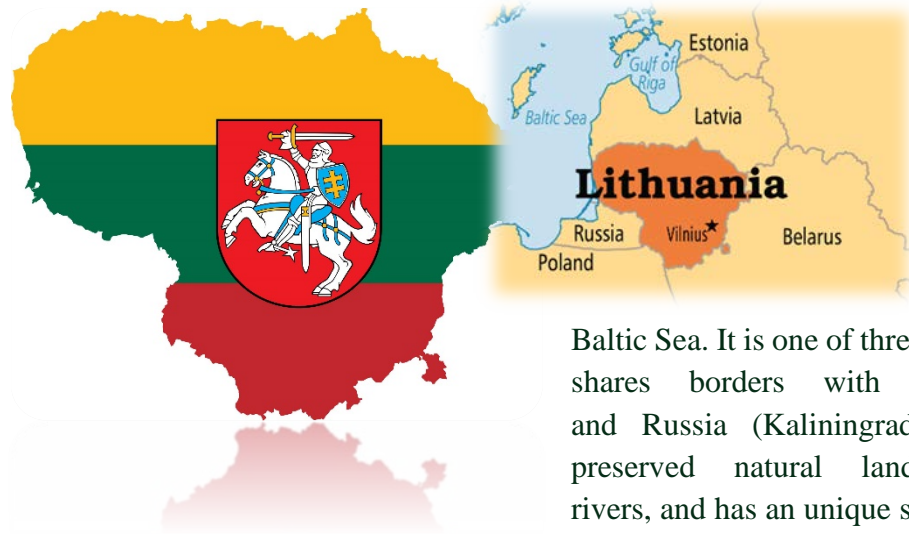 Estonia
Gulf of
Riga
Baltic Sea
Latvia
Lithuania
Russia
Vilnius
Belarus
Poland
Baltic Sea. It is one of thre
shares borders with
and Russia (Kaliningrad
preserved natural land
rivers, and has an unique s